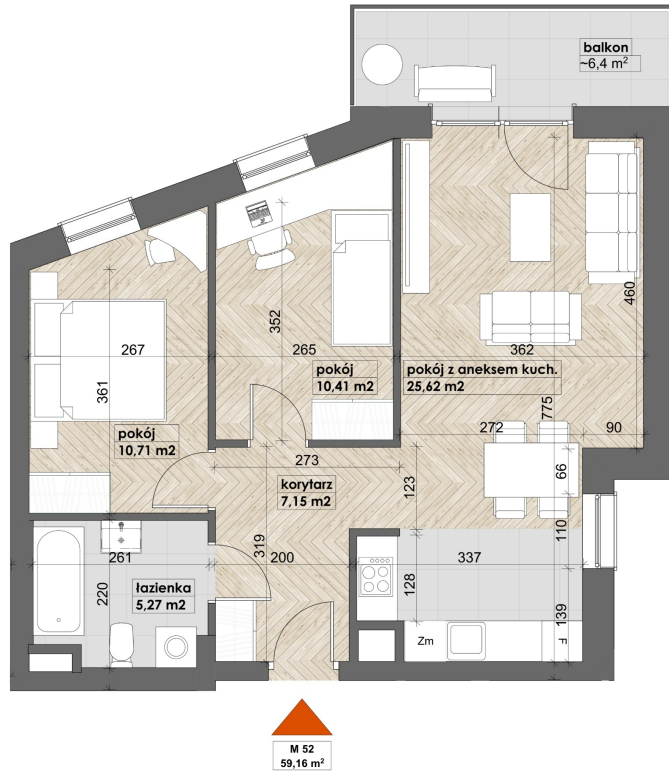 balkon
~6,4 m²
460
352
267
265
362
pokój
10,41 m2
pokój z aneksem kuch.
25,62 m2
361
775
272
90
pokój
10,71 m2
273
66
korytarz
7,15 m2
123
110
319
261
200
337
łazienka
5,27 m2
220
128
139
Zm
F
M 52
59,16 m²